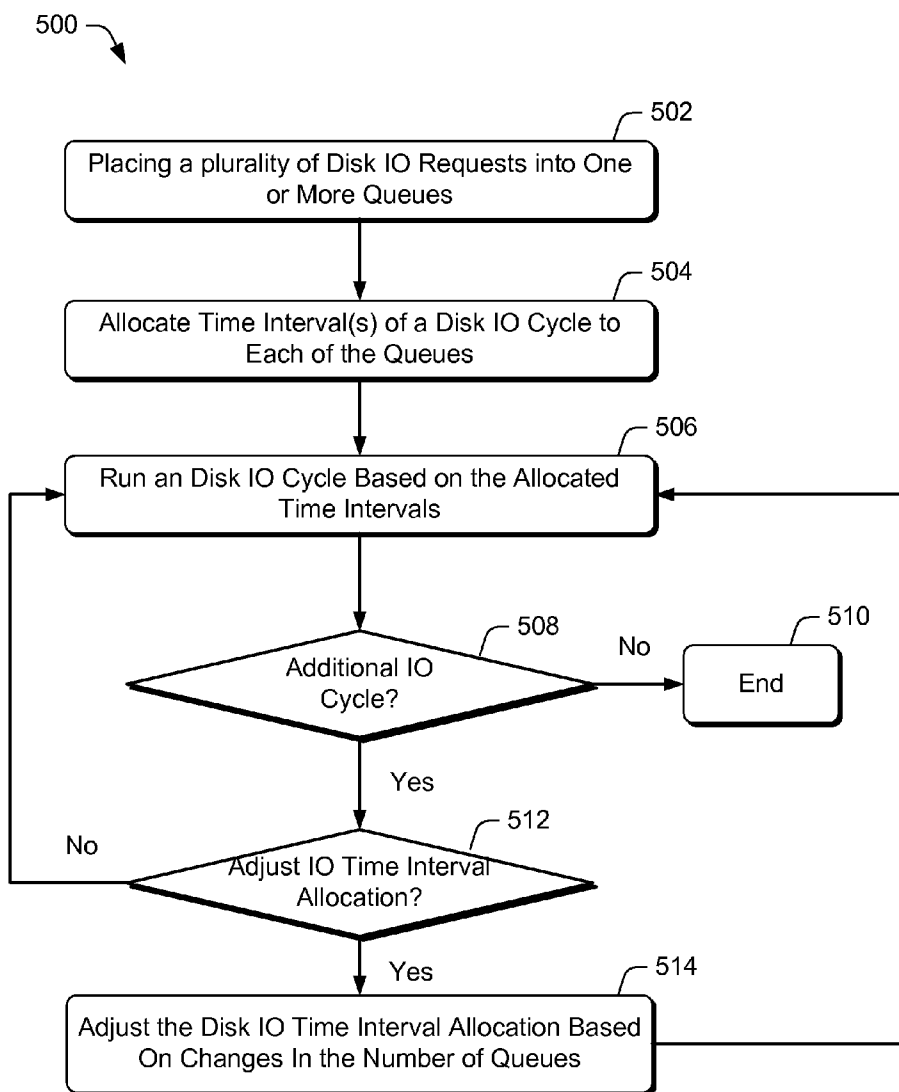 500
502
Placing a plurality of Disk IO Requests into One
or More Queues
504
Allocate Time Interval(s) of a Disk IO Cycle to
Each of the Queues
506
Run an Disk IO Cycle Based on the Allocated
Time Intervals
508
Additional IO
Cycle?
No
510
End
Yes
512
Adjust IO Time Interval
Allocation?
No
Yes
514
Adjust the Disk IO Time Interval Allocation Based
On Changes In the Number of Queues